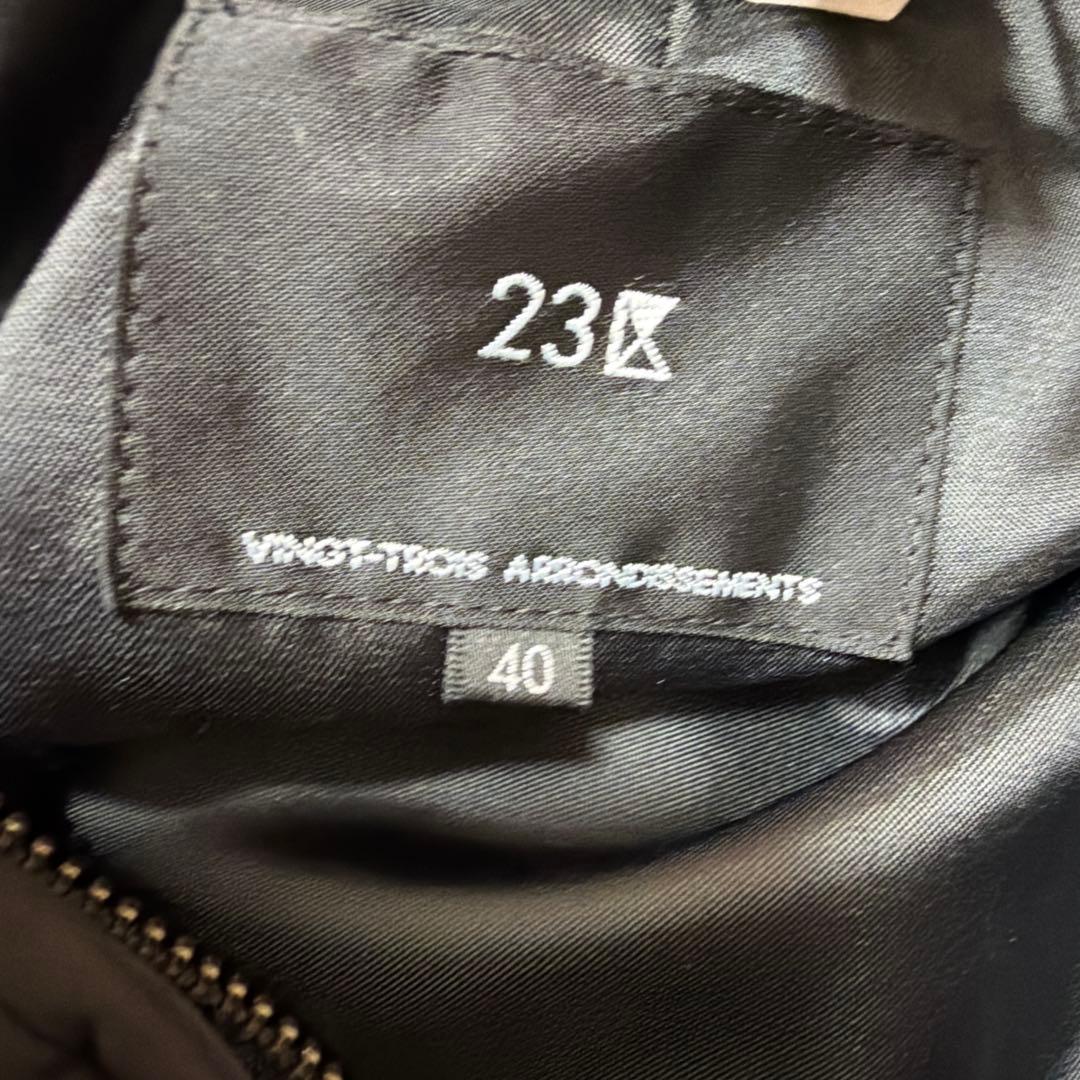 23区
VINGT-TROIS ARRONDISSEMENTS
40